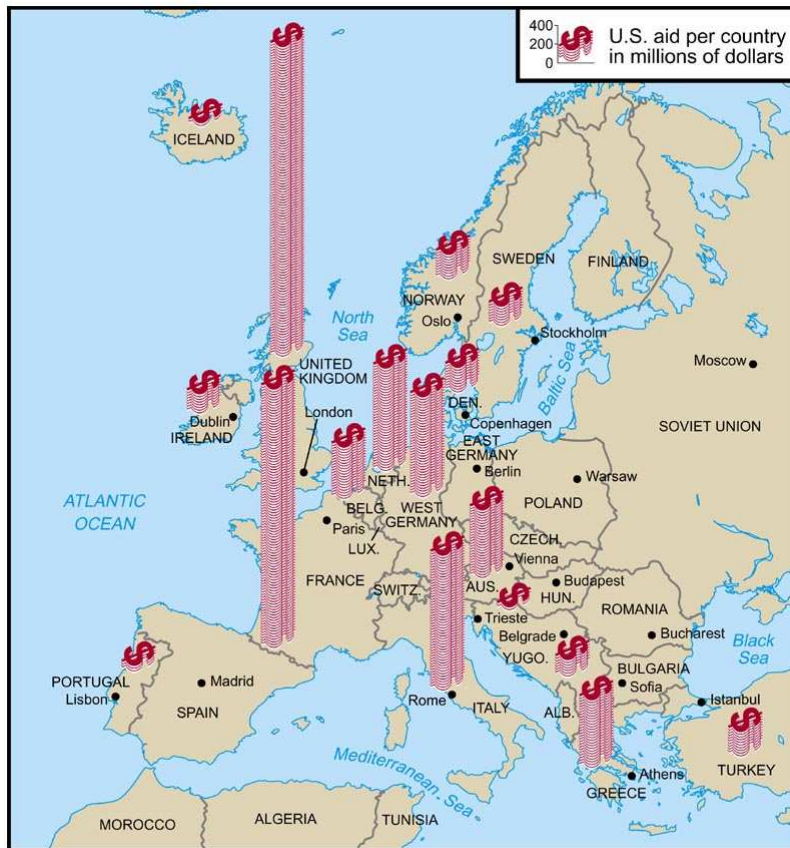 400
200
0
U.S. aid per country
in millions of dollars
ICELAND
NORWAY
Oslo
SWEDEN
FINLAND
North
Sea
Stockholm
Baltic Sea
Moscow
SOVIET UNION
UNITED
KINGDOM
London
Dublin
IRELAND
DEN.
Copenhagen
EAST
GERMANY
Berlin
Warsaw
POLAND
NETH.
BELG.
WEST
GERMANY
LUX.
ATLANTIC
OCEAN
Paris
FRANCE
CZECH.
Vienna
AUS.
SWITZ.
Budapest
HUN.
ROMANIA
Trieste
Belgrade
Bucharest
Black
Sea
YUGO.
BULGARIA
Sofia
PORTUGAL
Lisbon
Madrid
SPAIN
Rome
ITALY
ALB.
Istanbul
TURKEY
Mediterranean Sea
Athens
GREECE
MOROCCO
ALGERIA
TUNISIA